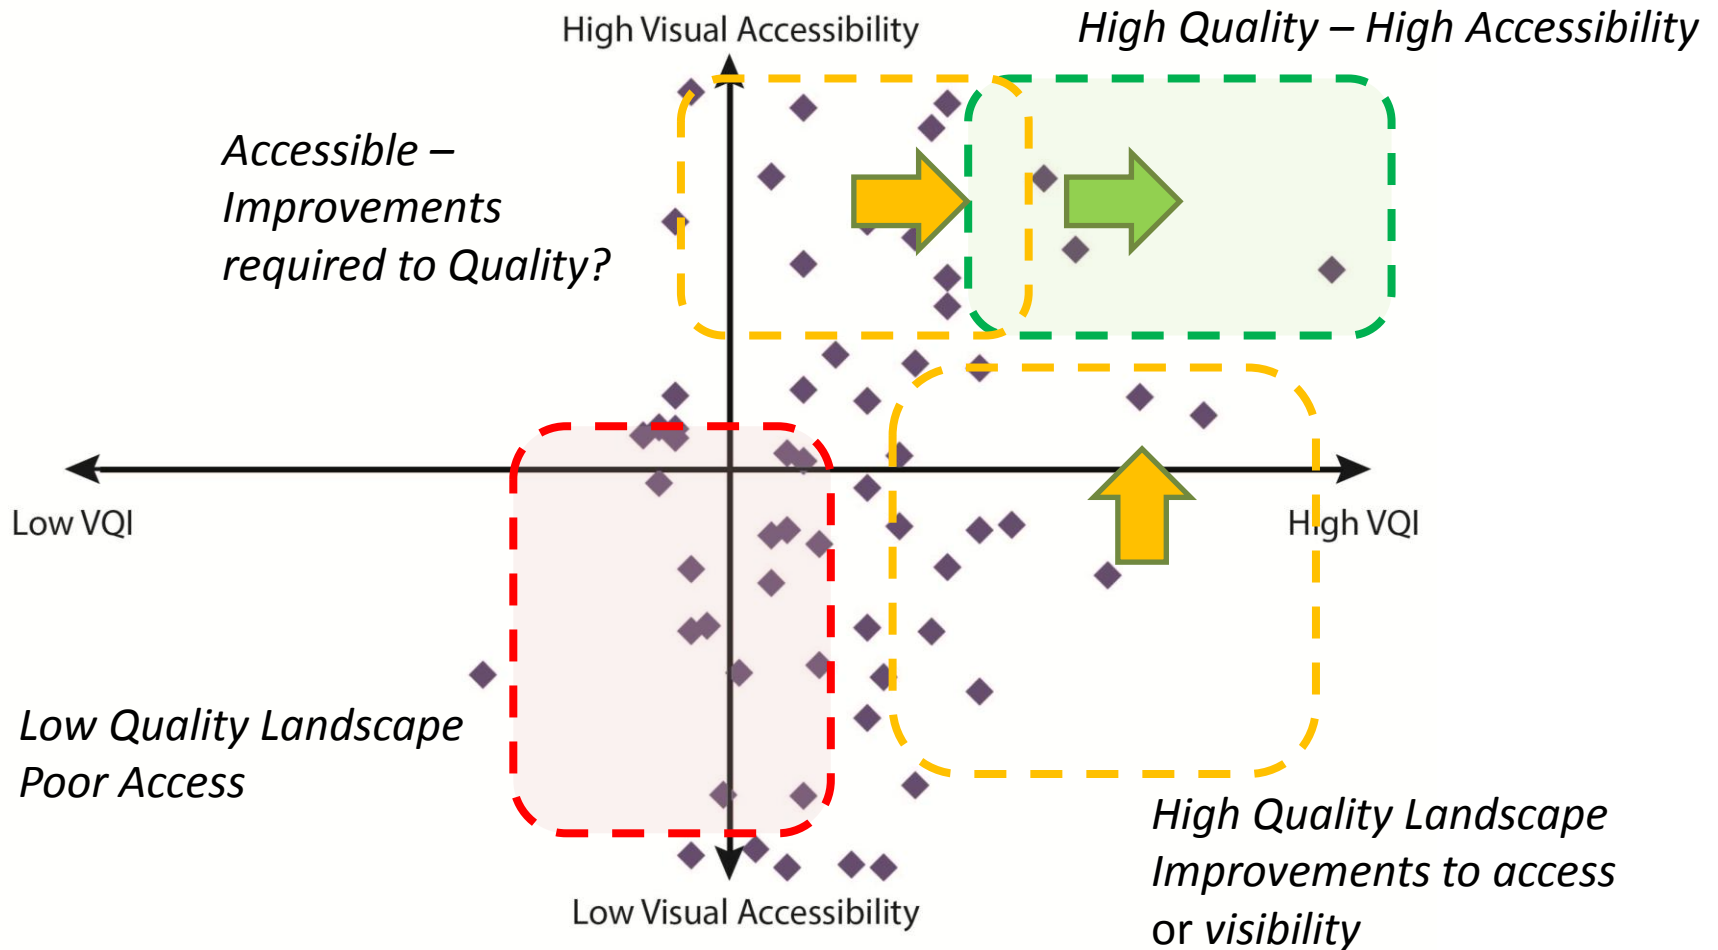 High Visual Accessibility
High Quality – High Accessibility
Accessible –
Improvements
required to Quality?
Low VQI
High VQI
Low Quality Landscape
Poor Access
High Quality Landscape
Improvements to access
or visibility
Low Visual Accessibility